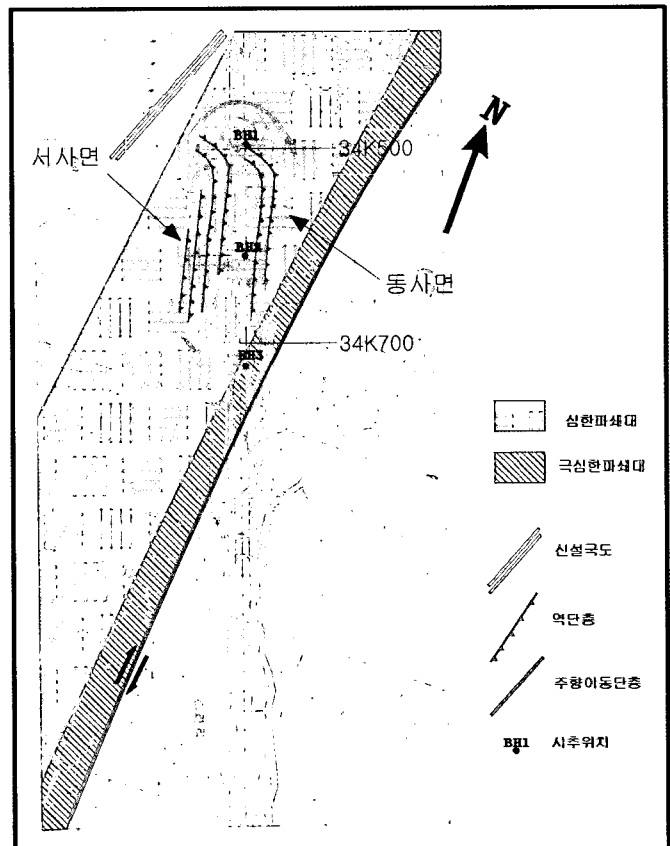 N
BH1
34K500
서사면
BH2
동사면
34K700
BH3
심한파쇄대
극심한파쇄대
신설국도
역단층
주향이동단층
BH1
시추위치